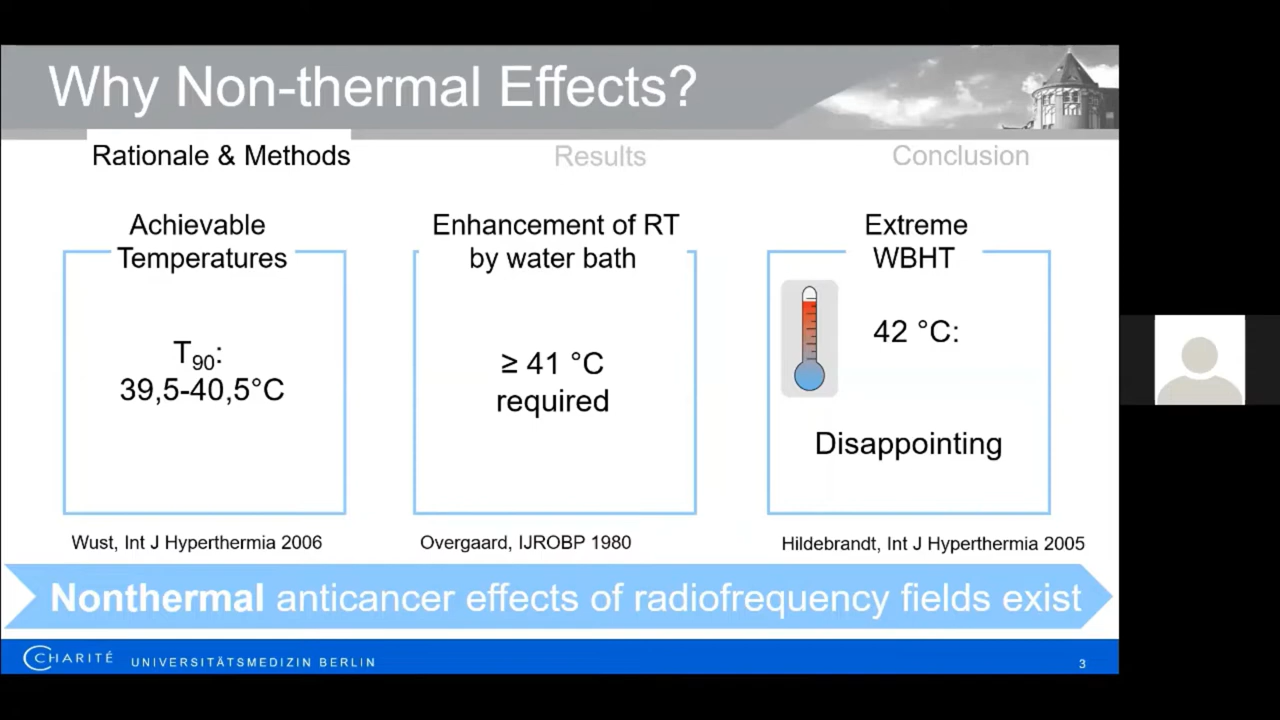 Why Non-thermal Effects?
Rationale & Methods
Results
Conclusion
Achievable
Temperatures
T₉₀:
39,5-40,5°C
Wust, Int J Hyperthermia 2006
Enhancement of RT
by water bath
≥ 41 °C
required
Overgaard, IJROBP 1980
Extreme
WBHT
42 °C:
Disappointing
Hildebrandt, Int J Hyperthermia 2005
Nonthermal anticancer effects of radiofrequency fields exist
CHARITÉ UNIVERSITÄTSMEDIZIN BERLIN
3